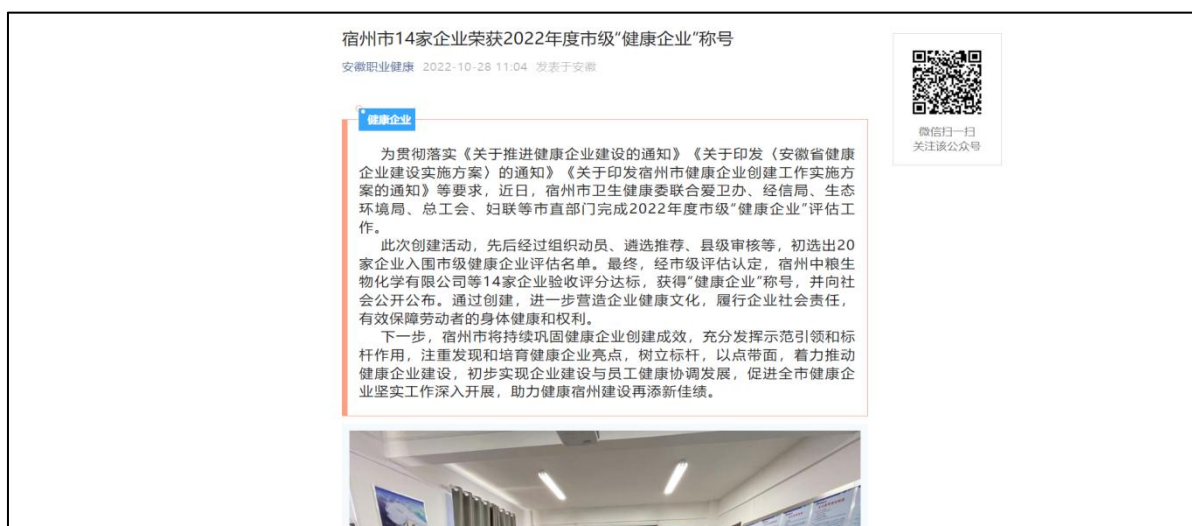 宿州市14家企业荣获2022年度市级“健康企业”称号
安徽职业健康 2022-10-28 11:04 发表于安徽
微信扫一扫
关注该公众号
健康企业
为贯彻落实《关于推进健康企业建设的通知》《关于印发〈安徽省健康
企业建设实施方案〉的通知》《关于印发宿州市健康企业创建工作实施方
案的通知》等要求，近日，宿州市卫生健康委联合爱卫办、经信局、生态
环境局、总工会、妇联等市直部门完成2022年度市级“健康企业”评估工
作。
此次创建活动，先后经过组织动员、遴选推荐、县级审核等，初选出20
家企业入围市级健康企业评估名单。最终，经市级评估认定，宿州中粮生
物化学有限公司等14家企业验收评分达标，获得“健康企业”称号，并向社
会公开公布。通过创建，进一步营造企业健康文化，履行企业社会责任，
有效保障劳动者的身体健康和权利。
下一步，宿州市将持续巩固健康企业创建成效，充分发挥示范引领和标
杆作用，注重发现和培育健康企业亮点，树立标杆，以点带面，着力推动
健康企业建设，初步实现企业建设与员工健康协调发展，促进全市健康企
业坚实工作深入开展，助力健康宿州建设再添新佳绩。